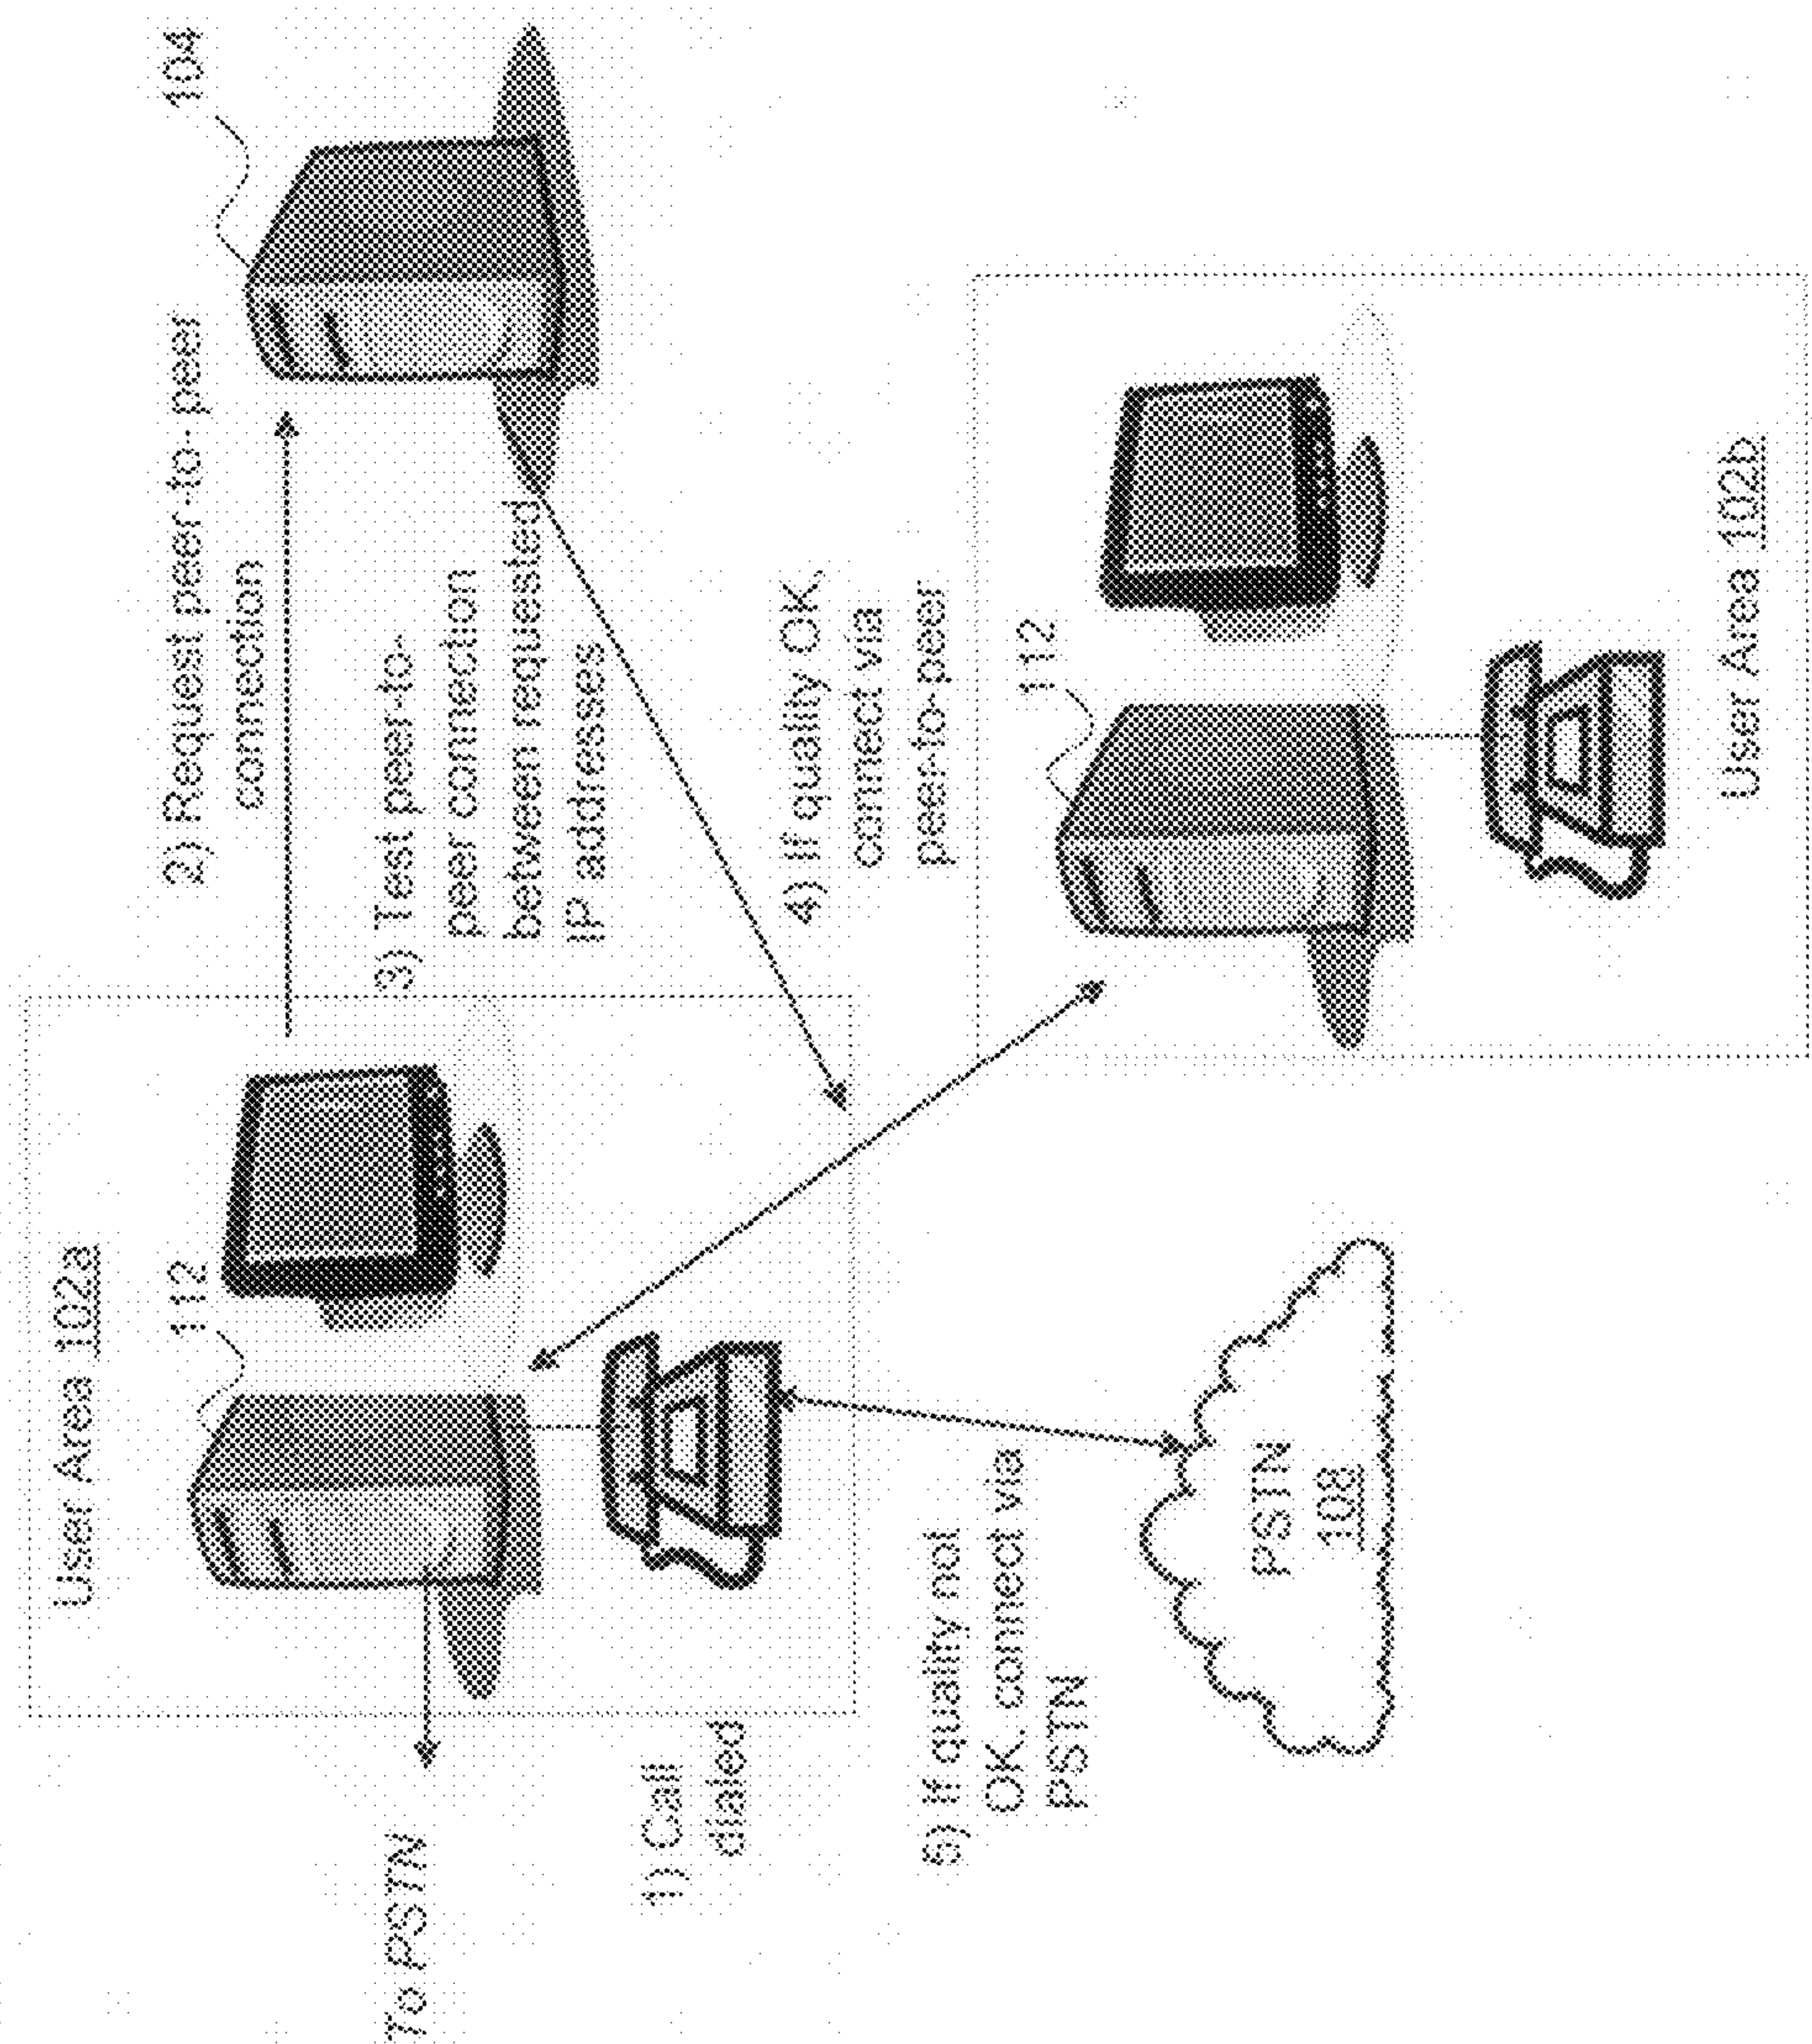 To PSTN
User Area 102a
112
2) Request peer-to-peer
connection
104
1) Call
dialed
3) Test peer-to-
peer connection
between requested
IP addresses
4) If quality OK,
connect via
peer-to-peer
5) If quality not
OK, connect via
PSTN
112
PSTN
108
User Area 102b